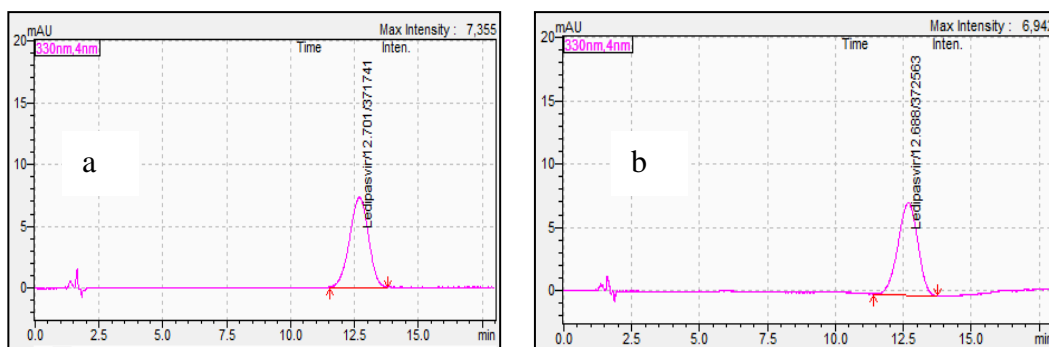 mAU Max Intensity : 7,355
20 330nm,4nm Time Inten.
15
10
5
0
0.0 2.5 5.0 7.5 10.0 12.5 15.0 min
Ledipasvir/12.701/371741
a
mAU Max Intensity : 6,942
20 330nm,4nm Time Inten.
15
10
5
0
0.0 2.5 5.0 7.5 10.0 12.5 15.0 min
Ledipasvir/12.688/372563
b